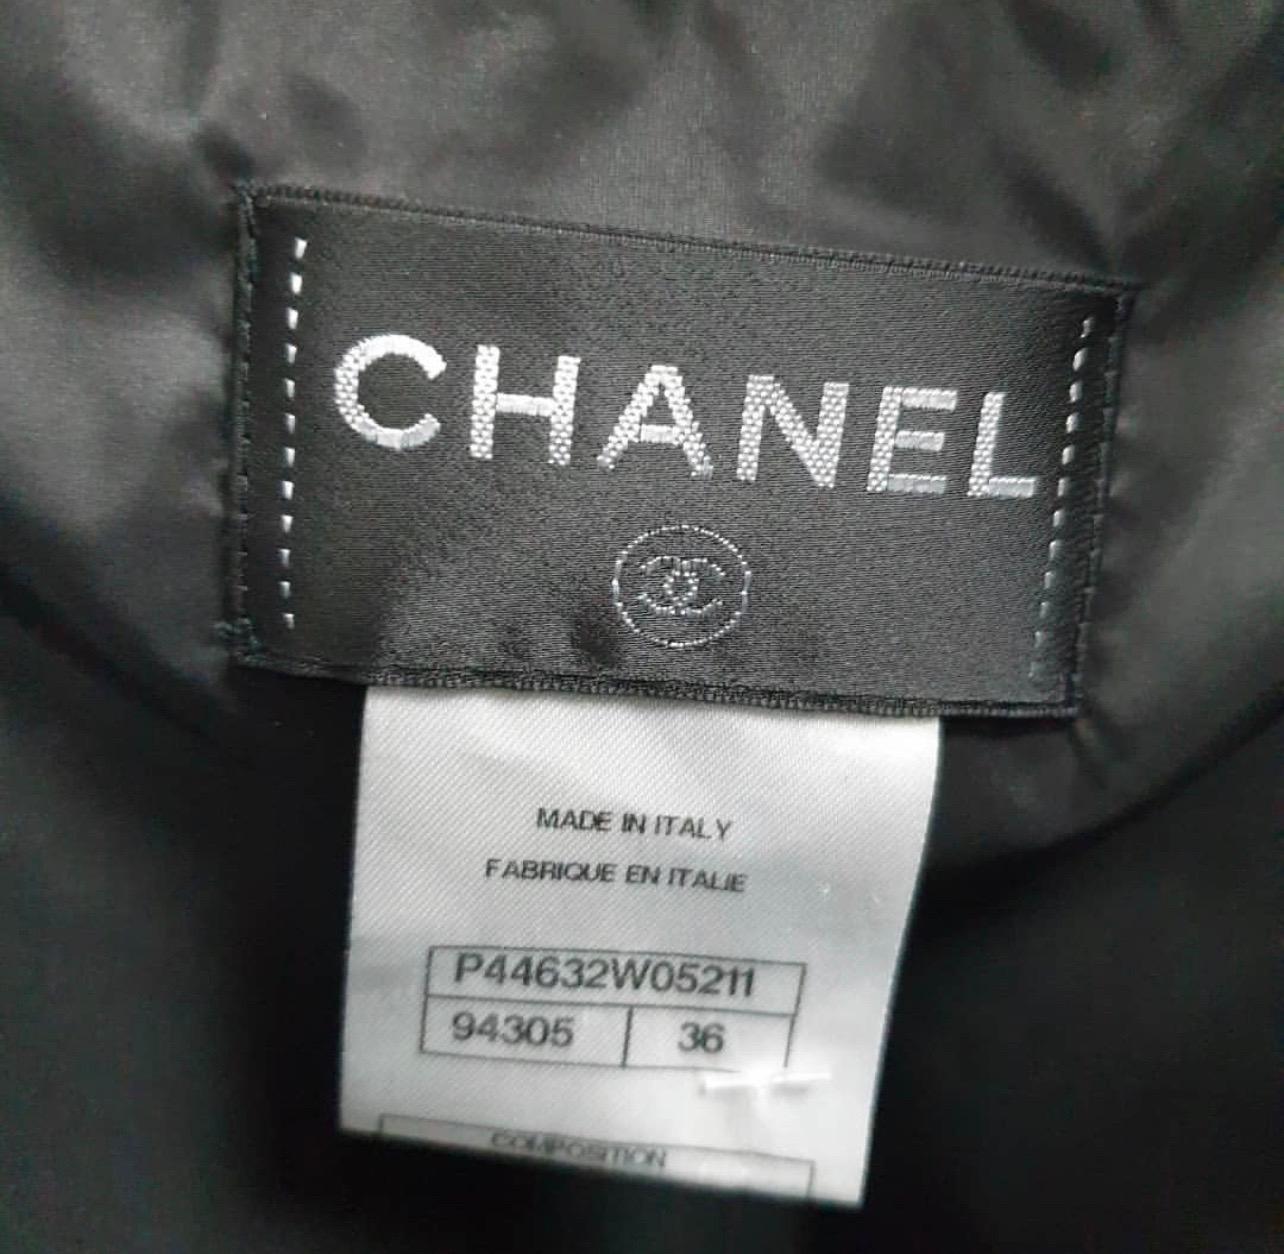 CHANEL
MADE IN ITALY
FABRIQUE EN ITALIE
P44632W05211
94305 36
COMPOSITION